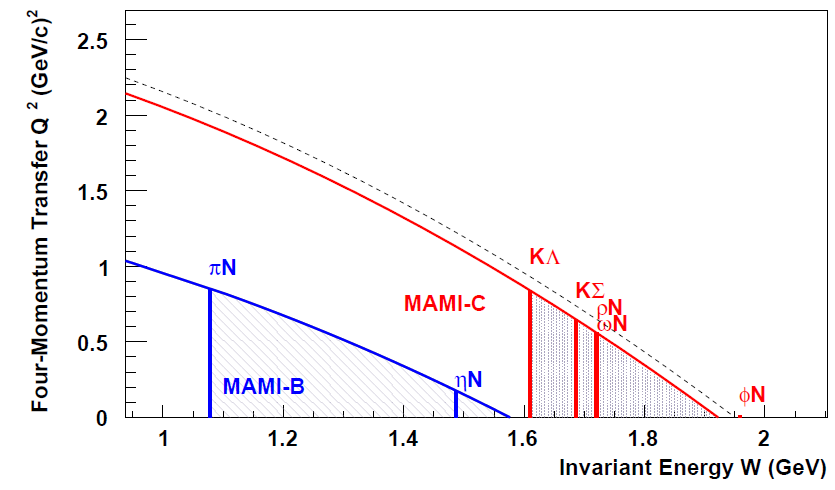 Four-Momentum Transfer Q ² (GeV/c)²
2.5
2
1.5
1
0.5
0
KΛ
πN
KΣ
MAMI-C
ρN
ωN
ηN
MAMI-B
ϕN
1
1.2
1.4
1.6
1.8
2
Invariant Energy W (GeV)